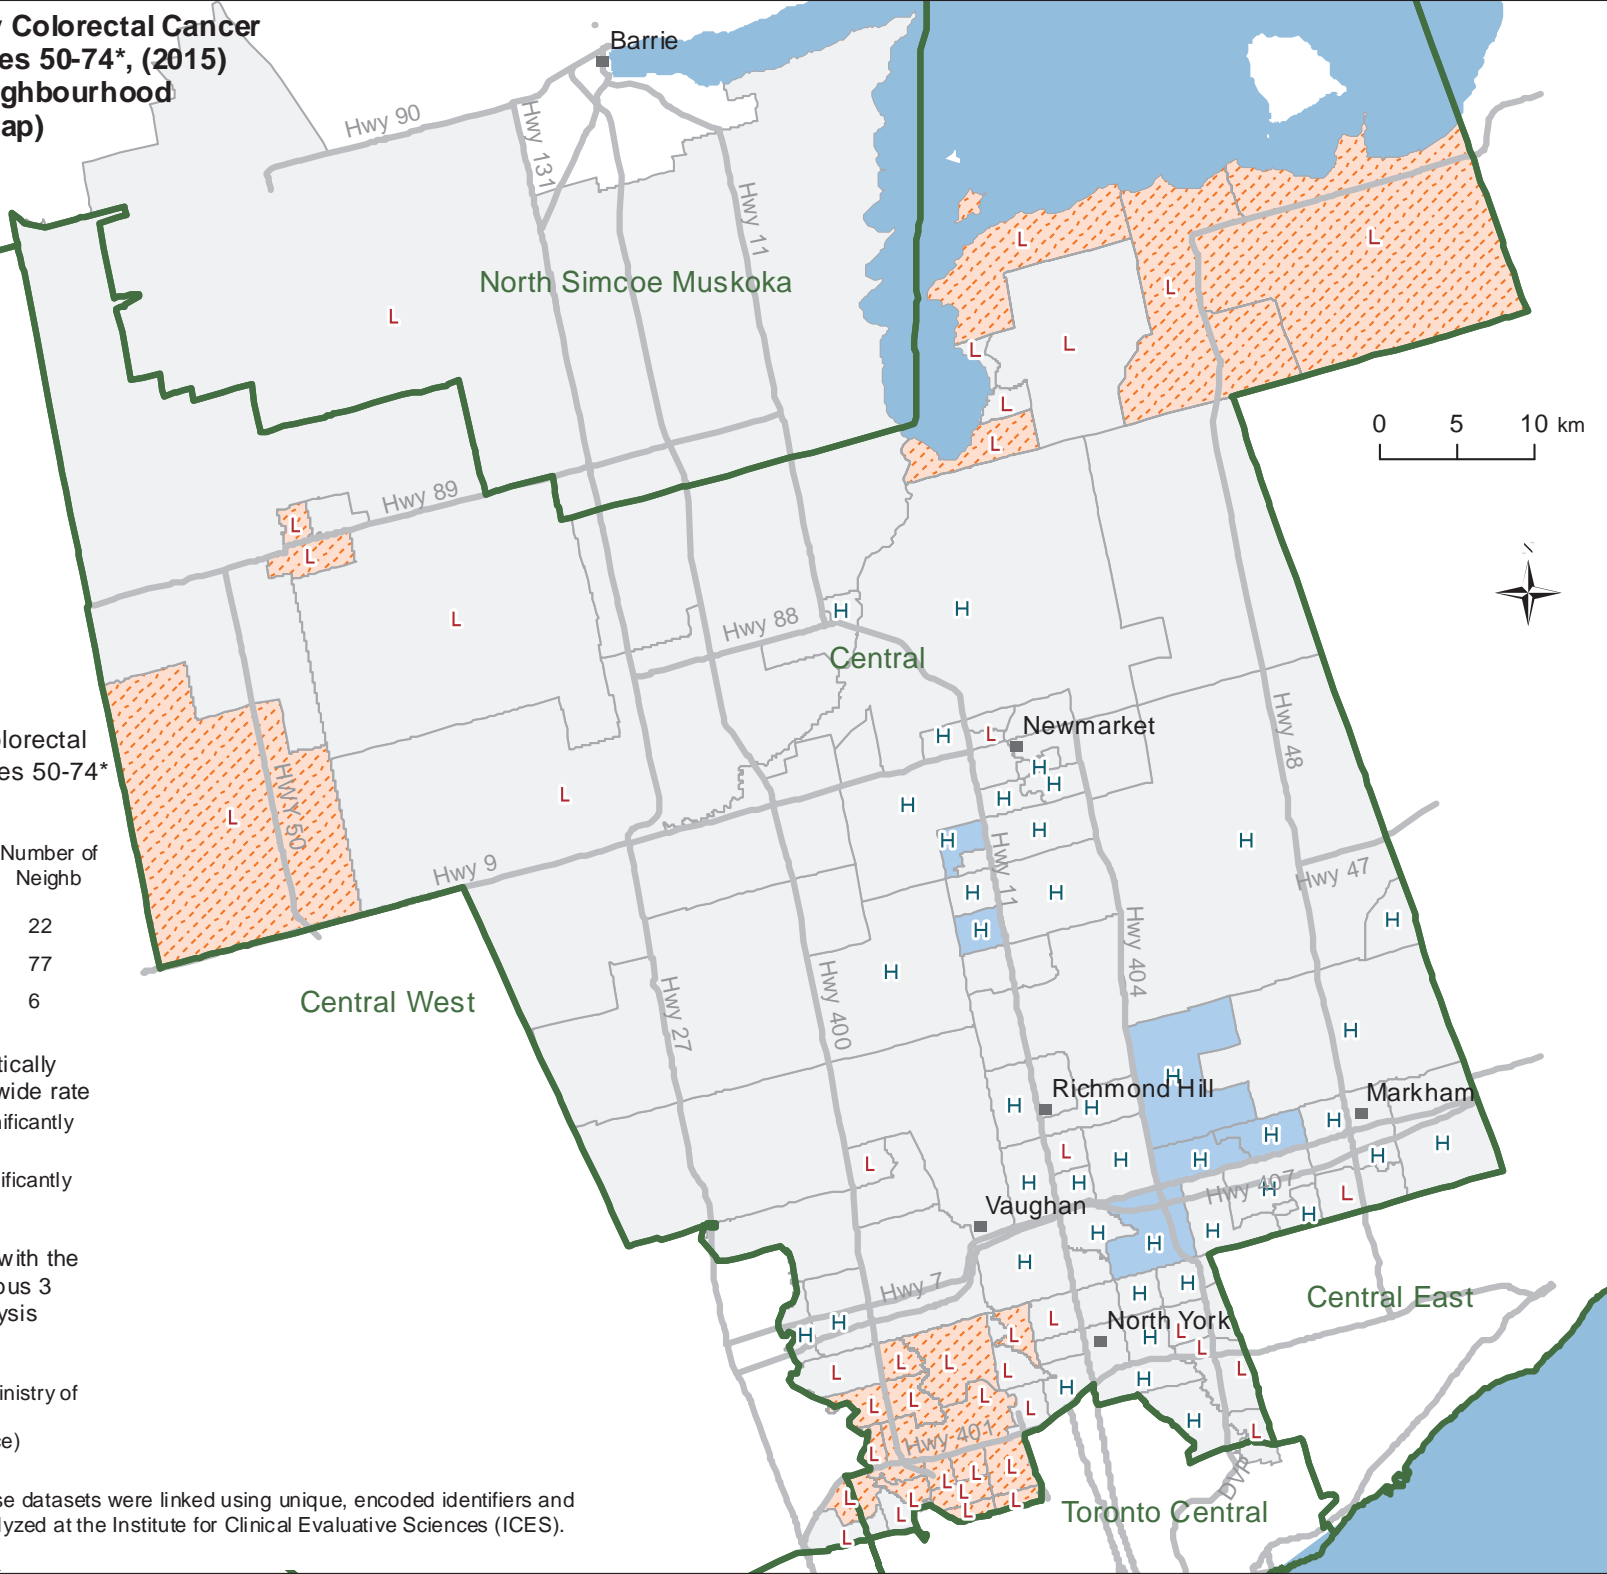 y Colorectal Cancer
es 50-74*, (2015)
ghbourhood
ap)
Barrie
Hwy 90
Hwy 131
Hwy 11
North Simcoe Muskoka
L
L
L
L
L
L
L
L
0 5 10 km
Hwy 89
L
L
N
L
Hwy 88
H
H
Central
olorectal
es 50-74*
Hwy 48
H
L
Newmarket
H
H
H
L
L
HWY 50
H
H
H
H
Hwy 11
Hwy 9
Hwy 47
Number of
Neighb
22
77
6
H
H
H
H
Hwy 404
Central West
Hwy 27
Hwy 400
H
H
tically
wide rate
nificantly
ificantly
H
Richmond Hill
Markham
H
H
H
H
H
L
L
H
H
H
H
H
H
L
Hwy 407
H
Vaughan
H
H
H
H
H
with the
ous 3
ysis
Hwy 7
H
H
Central East
H
H
L
L
North York
H
L
L
L
L
L
L
L
H
H
L
inistry of
L
L
L
L
H
L
Hwy 401
L
L
ce)
L
L
L
L
L
L
L
L
L
L
DVP
Toronto Central
se datasets were linked using unique, encoded identifiers and
lyzed at the Institute for Clinical Evaluative Sciences (ICES).